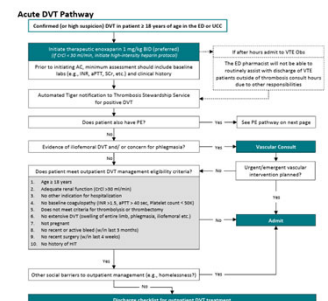 Acute DVT Pathway
Confirmed (or high suspicion) DVT in patient ≥ 18 years of age in the ED or UCC
Initiate therapeutic enoxaparin 1 mg/kg BID (preferred)
(if CrCl < 30 ml/min, initiate high-intensity heparin protocol)
Prior to initiating AC, minimum assessment should include baseline
labs (e.g., INR, aPTT, SCr, etc.) and clinical history
If after hours admit to VTE Obs
The ED pharmacist will not be able to
routinely assist with discharge of VTE
patients outside of thrombosis consult hours
due to other responsibilities
Automated Tiger notification to Thrombosis Stewardship Service
for positive DVT
Does patient also have PE?
Yes
See PE pathway on next page
No
Evidence of iliofemoral DVT and/or concern for phlegmasia?
Yes
Vascular Consult
No
Urgent/emergent vascular
intervention planned?
Does patient meet outpatient DVT management eligibility criteria?
No
Yes
1. Age ≥ 18 years
2. Adequate renal function (CrCl >30 ml/min)
3. No other indication for hospitalization
4. No baseline coagulopathy (INR >1.5, aPTT > 40 sec, Platelet count < 50K)
5. Does not meet criteria for thrombolysis or thrombectomy
6. No extensive DVT (swelling of entire limb, phlegmasia, iliofemoral etc.)
7. Not pregnant
8. No recent or active bleed (w/in last 3 months)
9. No recent surgery (w/in last 4 weeks)
10. No history of HIT
No
Admit
Yes
Other social barriers to outpatient management (e.g., homelessness)?
Yes
No
Discharge checklist for outpatient DVT treatment